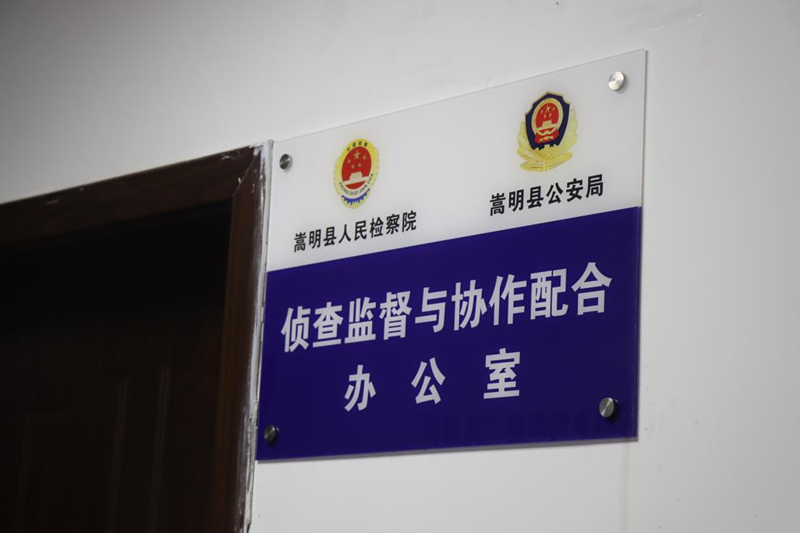 嵩明县人民检察院
嵩明县公安局
侦查监督与协作配合
办公室